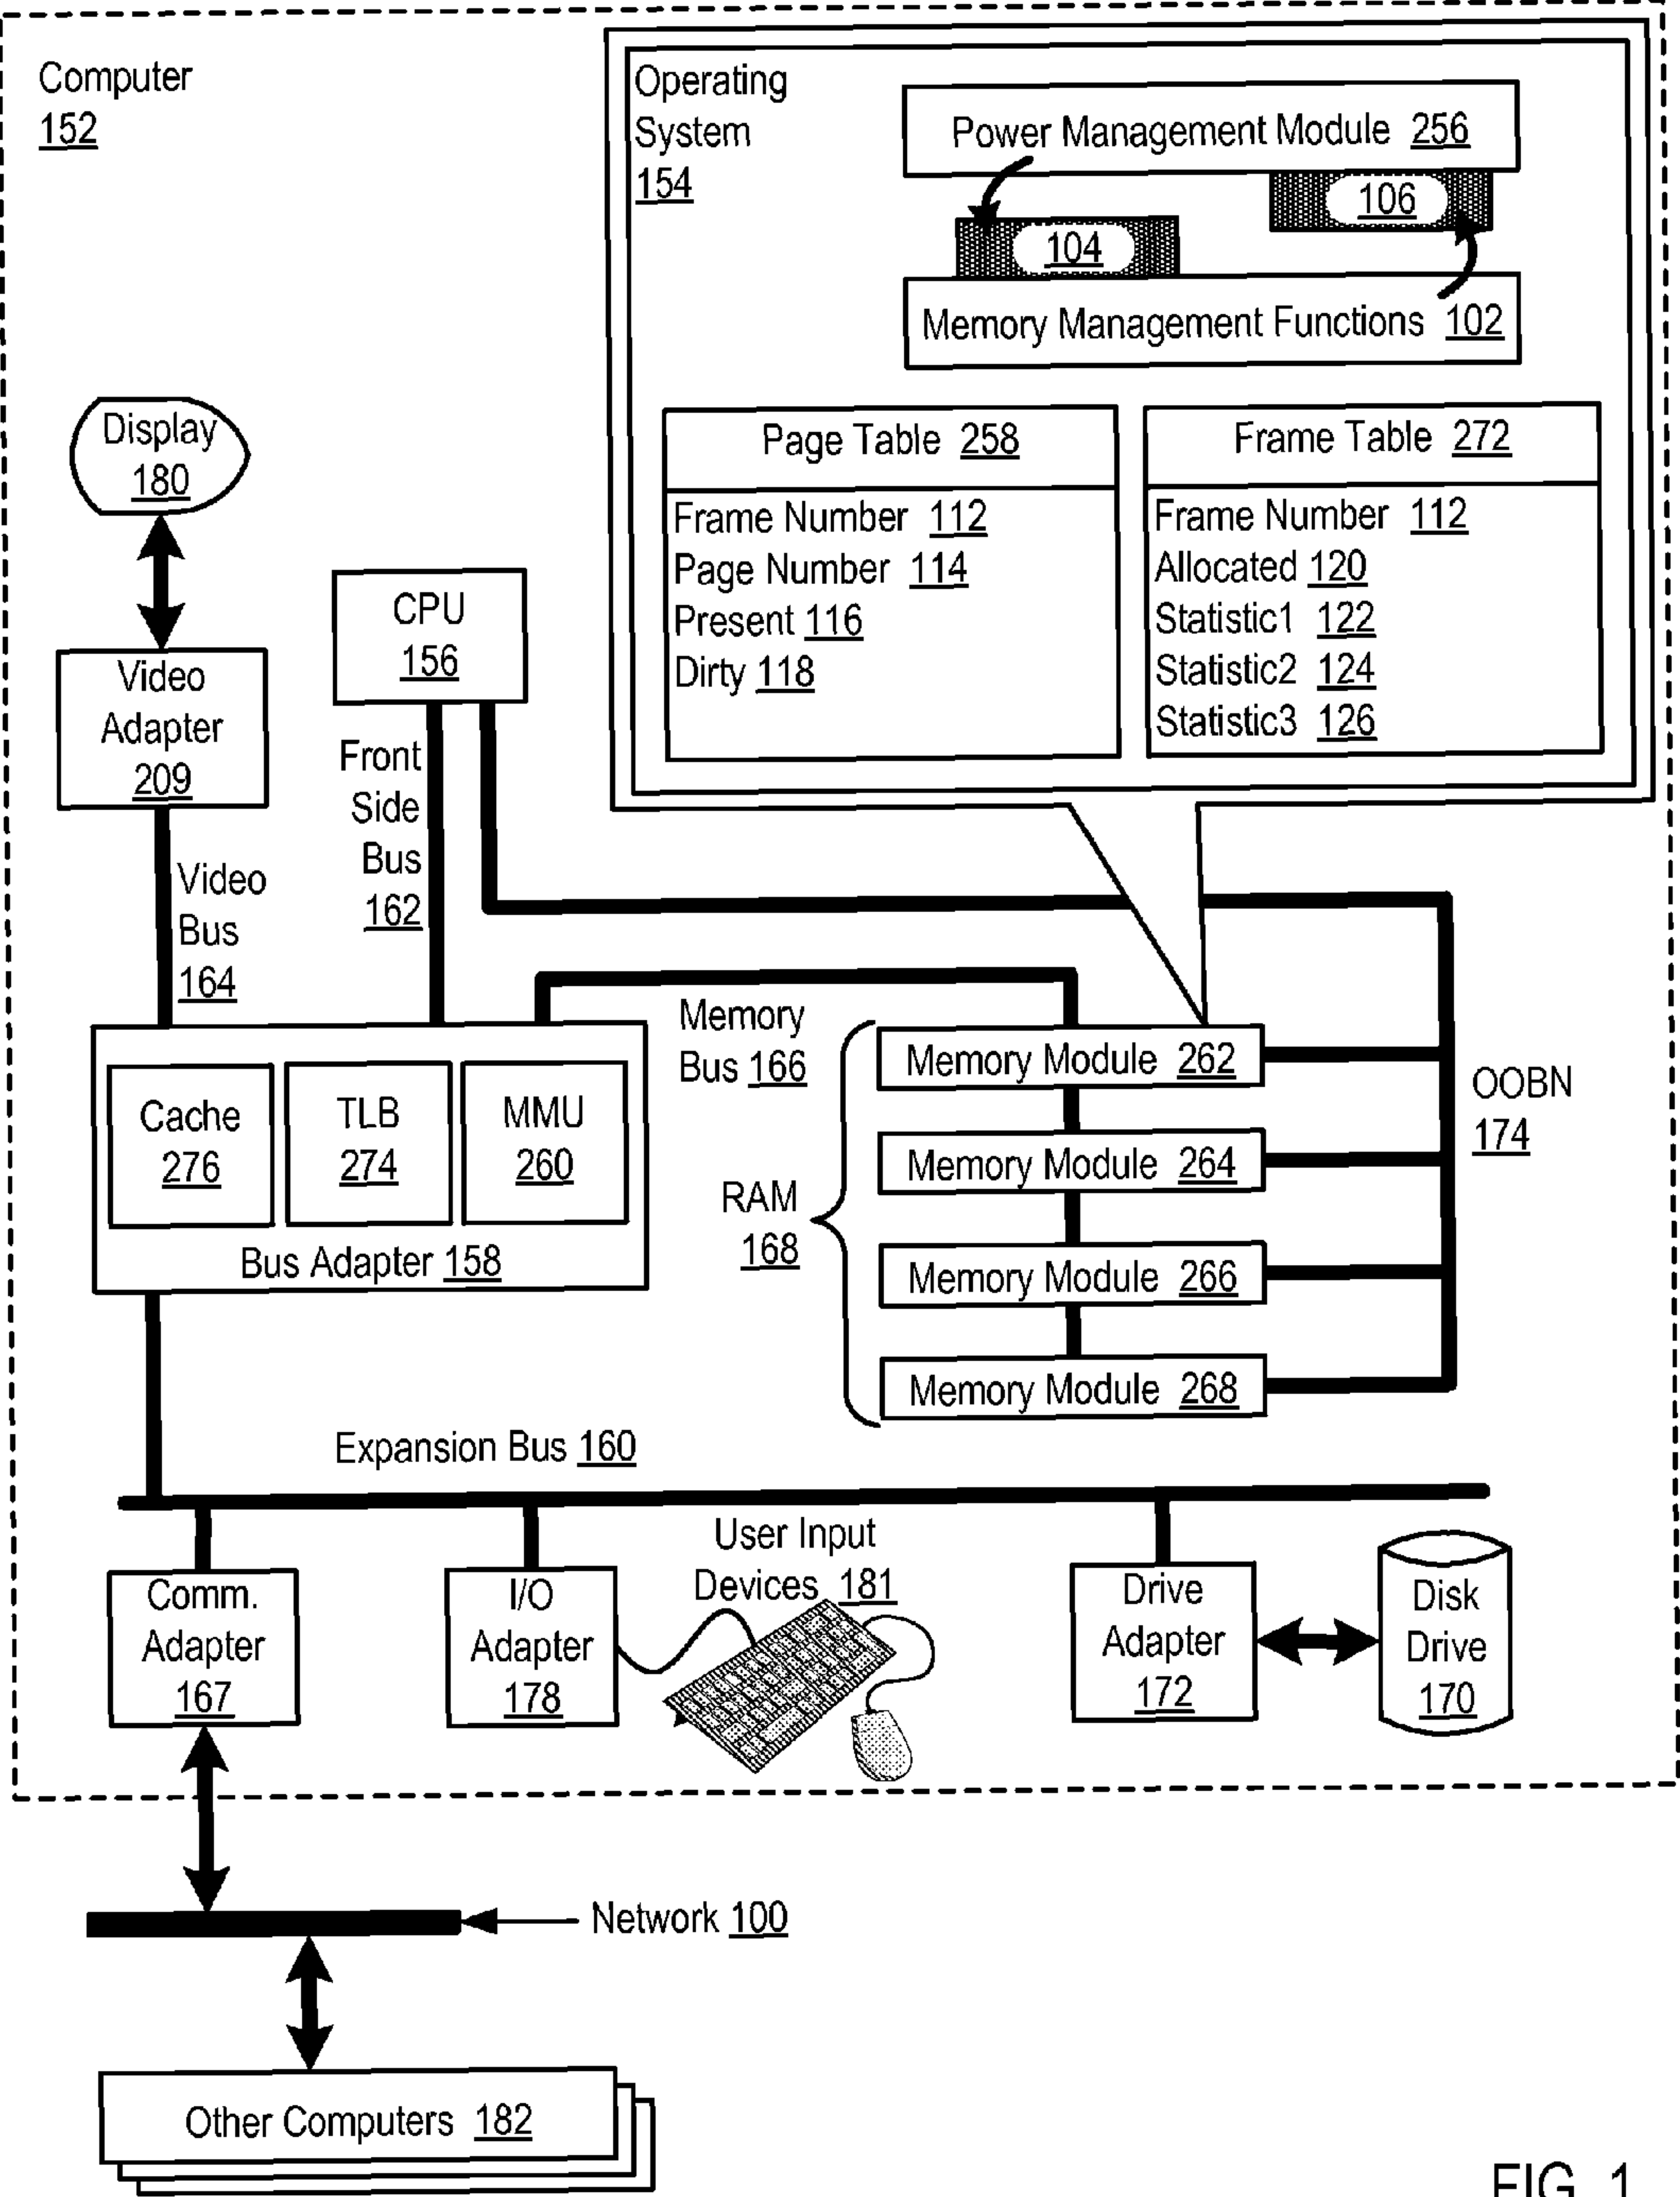 Computer
152
Operating
System
154
Power Management Module 256
106
104
Memory Management Functions 102
Page Table 258
Frame Number 112
Page Number 114
Present 116
Dirty 118
Frame Table 272
Frame Number 112
Allocated 120
Statistic1 122
Statistic2 124
Statistic3 126
Display
180
Video
Adapter
209
CPU
156
Front
Side
Bus
162
Video
Bus
164
Memory
Bus 166
Cache
276
TLB
274
MMU
260
Bus Adapter 158
RAM
168
Memory Module 262
Memory Module 264
Memory Module 266
Memory Module 268
OOBN
174
Expansion Bus 160
Comm.
Adapter
167
I/O
Adapter
178
User Input
Devices 181
Drive
Adapter
172
Disk
Drive
170
Network 100
Other Computers 182
FIG. 1